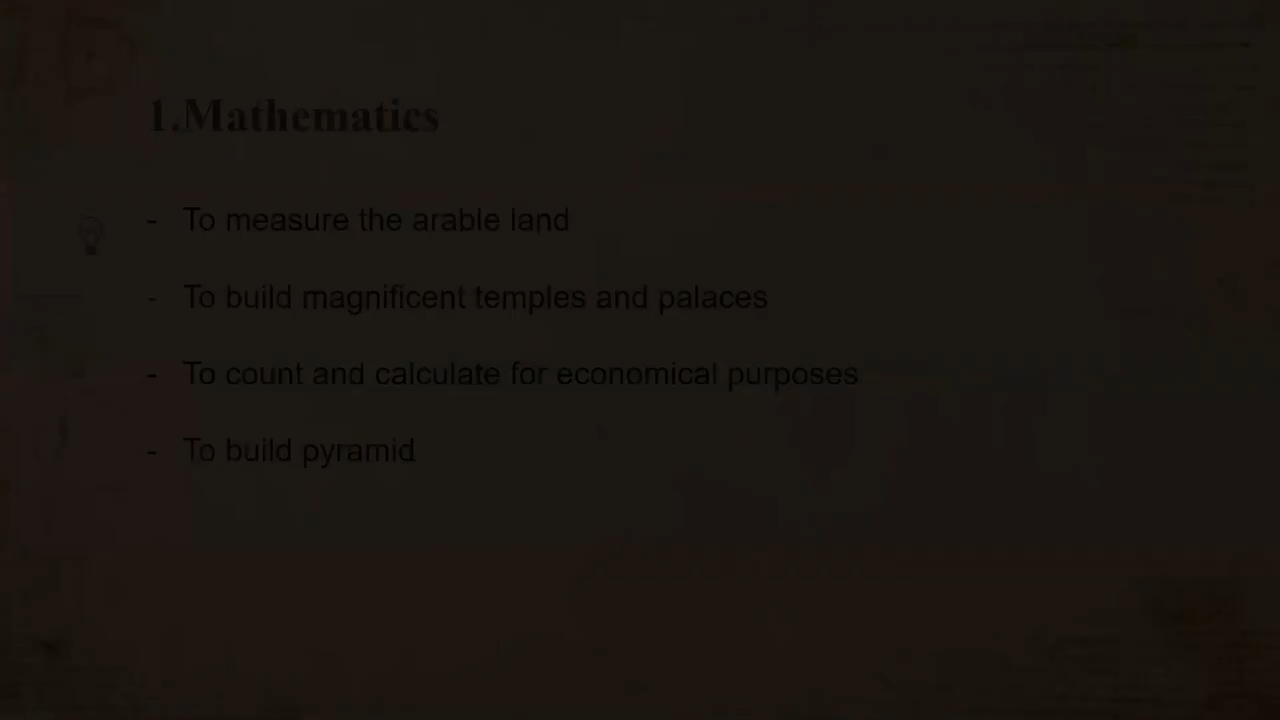 1.Mathematics
- To measure the arable land
- To build magnificent temples and palaces
- To count and calculate for economical purposes
- To build pyramid